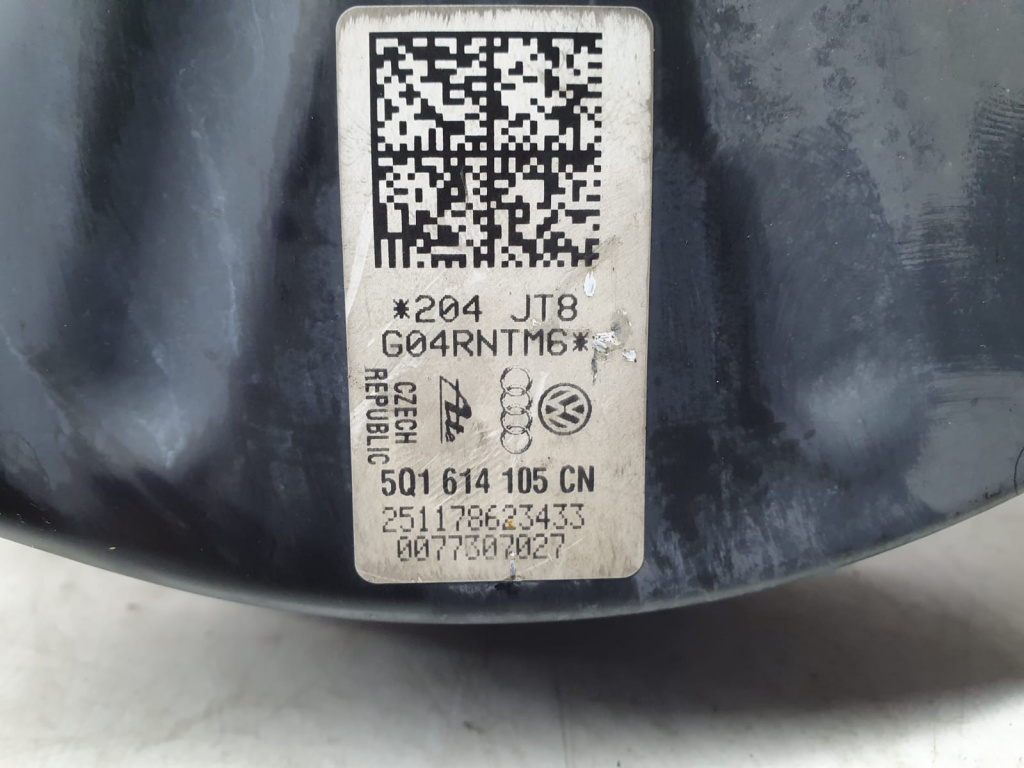 *204 JT8
G04RNTM6*
CZECH
REPUBLIC
Ate
5Q1 614 105 CN
251178623433
0077307027